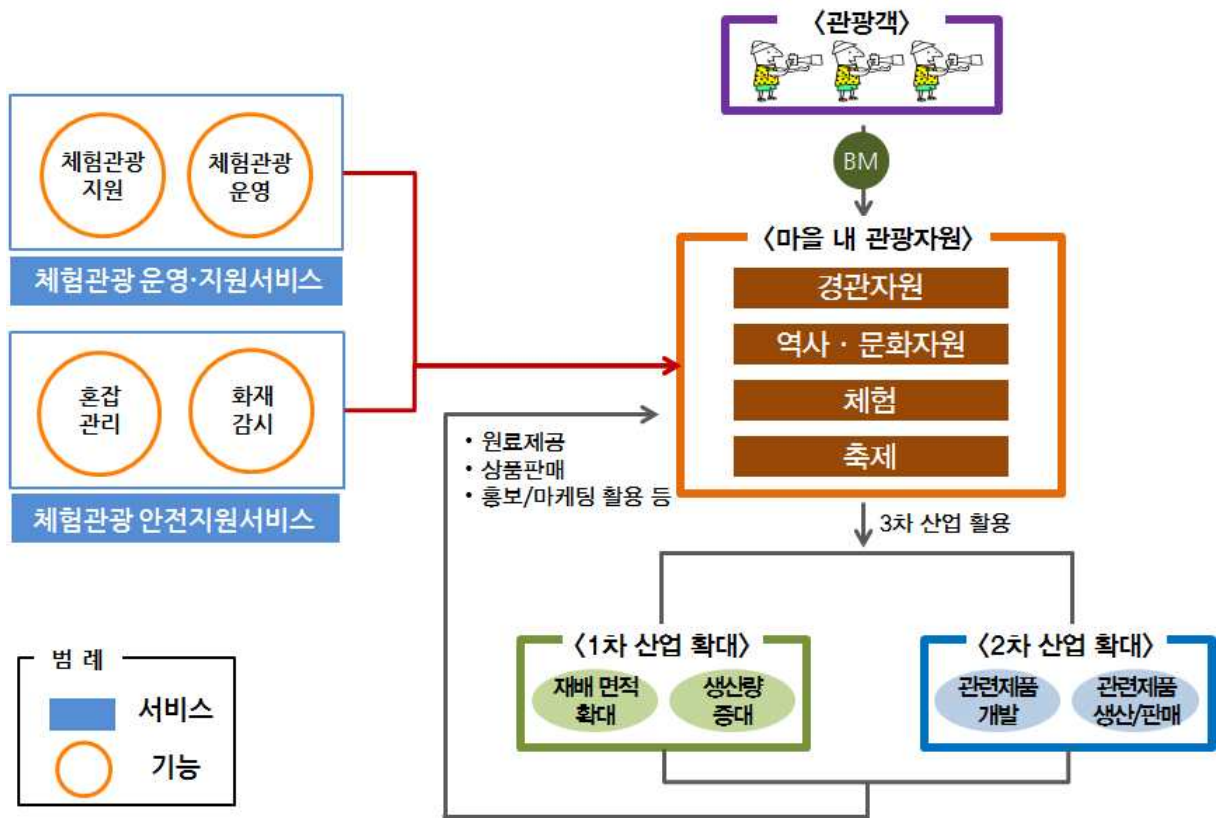 〈관광객〉
BM
체험관광
지원
체험관광
운영
체험관광 운영·지원서비스
혼잡
관리
화재
감시
체험관광 안전지원서비스
〈마을 내 관광자원〉
경관자원
역사 · 문화자원
체험
축제
• 원료제공
• 상품판매
• 홍보/마케팅 활용 등
3차 산업 활용
〈1차 산업 확대〉
재배 면적
확대
생산량
증대
〈2차 산업 확대〉
관련제품
개발
관련제품
생산/판매
범 례
서비스
기능